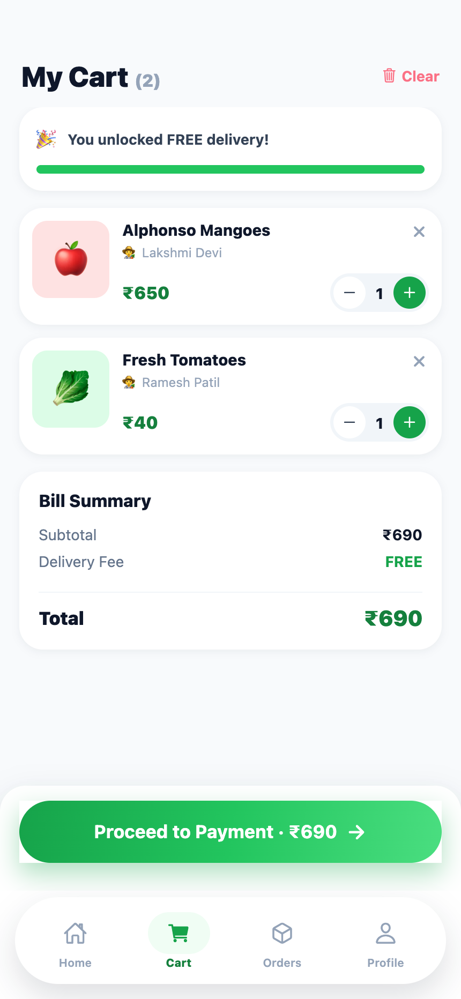 My Cart (2)
Clear
You unlocked FREE delivery!
Alphonso Mangoes
Lakshmi Devi
₹650
1
Fresh Tomatoes
Ramesh Patil
₹40
1
Bill Summary
Subtotal ₹690
Delivery Fee FREE
Total ₹690
Proceed to Payment · ₹690
Home Cart Orders Profile